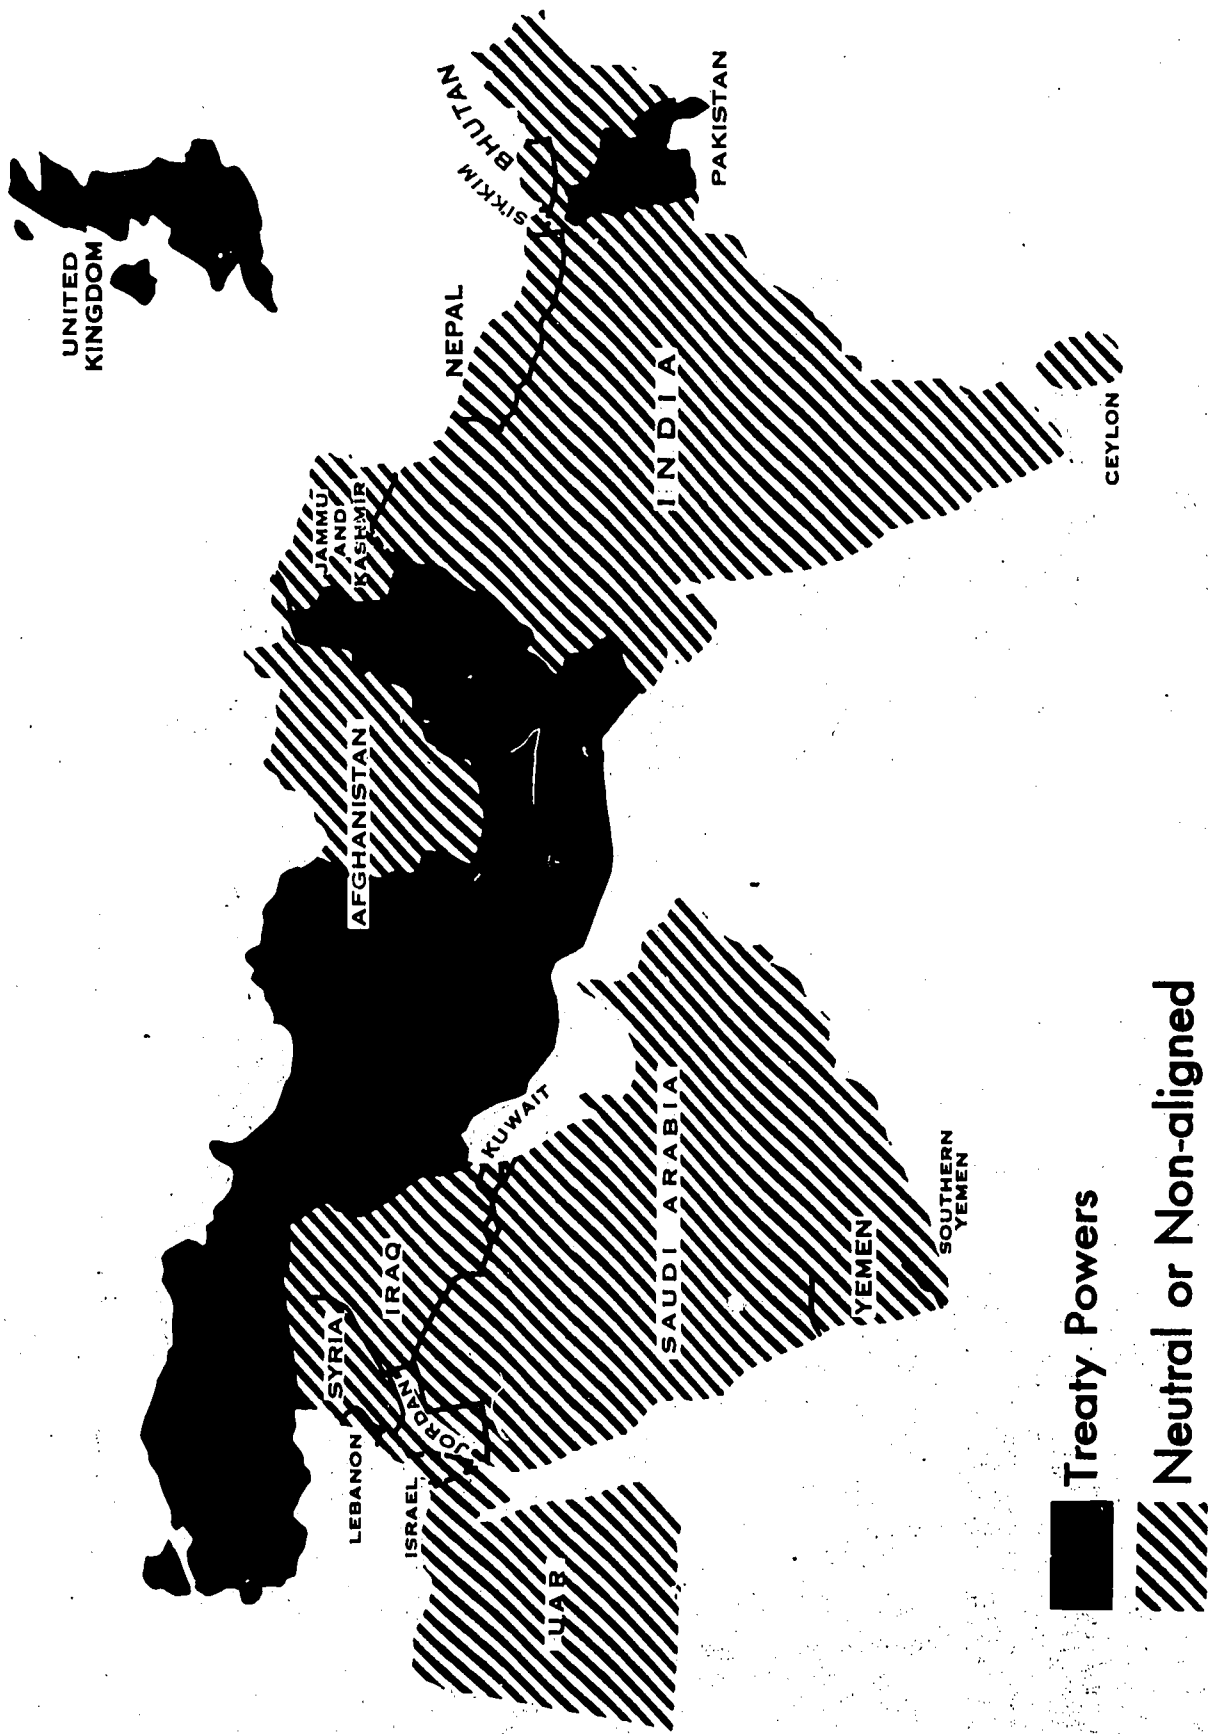 UNITED
KINGDOM
NEPAL
SIKKIM
BHUTAN
PAKISTAN
JAMMU
AND
KASHMIR
INDIA
CEYLON
AFGHANISTAN
KUWAIT
IRAQ
SYRIA
LEBANON
JORDAN
ISRAEL
SAUDI ARABIA
YEMEN
SOUTHERN
YEMEN
UAR
Treaty Powers
Neutral or Non-aligned